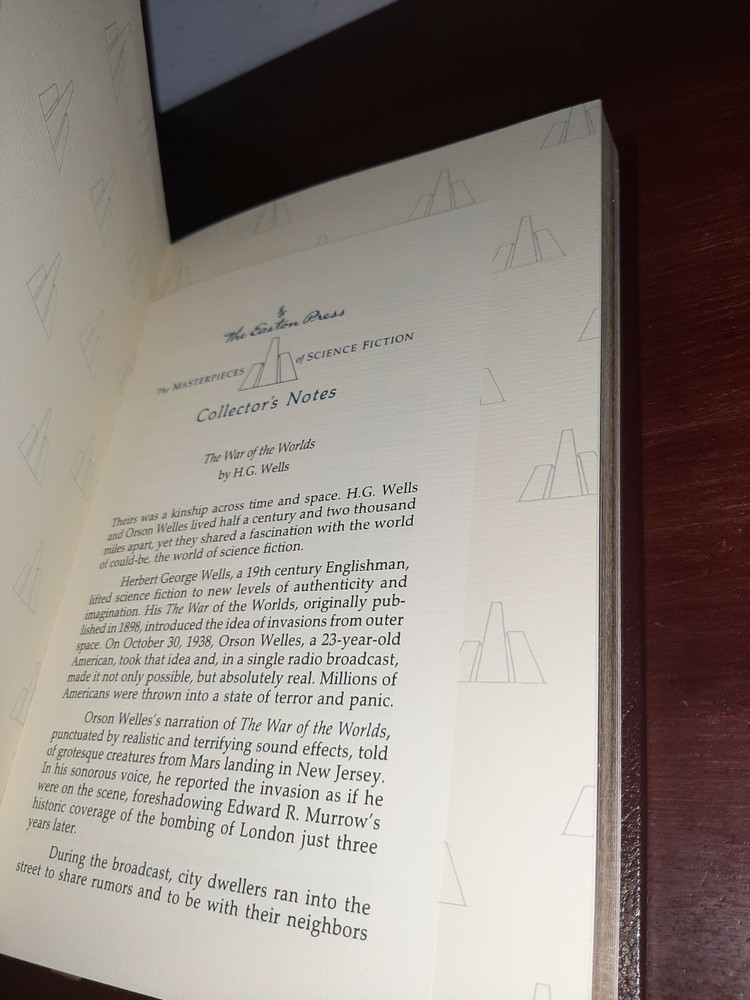 The Easton Press
The MASTERPIECES of SCIENCE FICTION
Collector's Notes
The War of the Worlds
by H.G. Wells
Theirs was a kinship across time and space. H.G. Wells
and Orson Welles lived half a century and two thousand
miles apart, yet they shared a fascination with the world
of could-be, the world of science fiction.
Herbert George Wells, a 19th century Englishman,
lifted science fiction to new levels of authenticity and
imagination. His The War of the Worlds, originally pub-
lished in 1898, introduced the idea of invasions from outer
space. On October 30, 1938, Orson Welles, a 23-year-old
American, took that idea and, in a single radio broadcast,
made it not only possible, but absolutely real. Millions of
Americans were thrown into a state of terror and panic.
Orson Welles's narration of The War of the Worlds,
punctuated by realistic and terrifying sound effects, told
of grotesque creatures from Mars landing in New Jersey.
In his sonorous voice, he reported the invasion as if he
were on the scene, foreshadowing Edward R. Murrow's
historic coverage of the bombing of London just three
years later.
During the broadcast, city dwellers ran into the
street to share rumors and to be with their neighbors